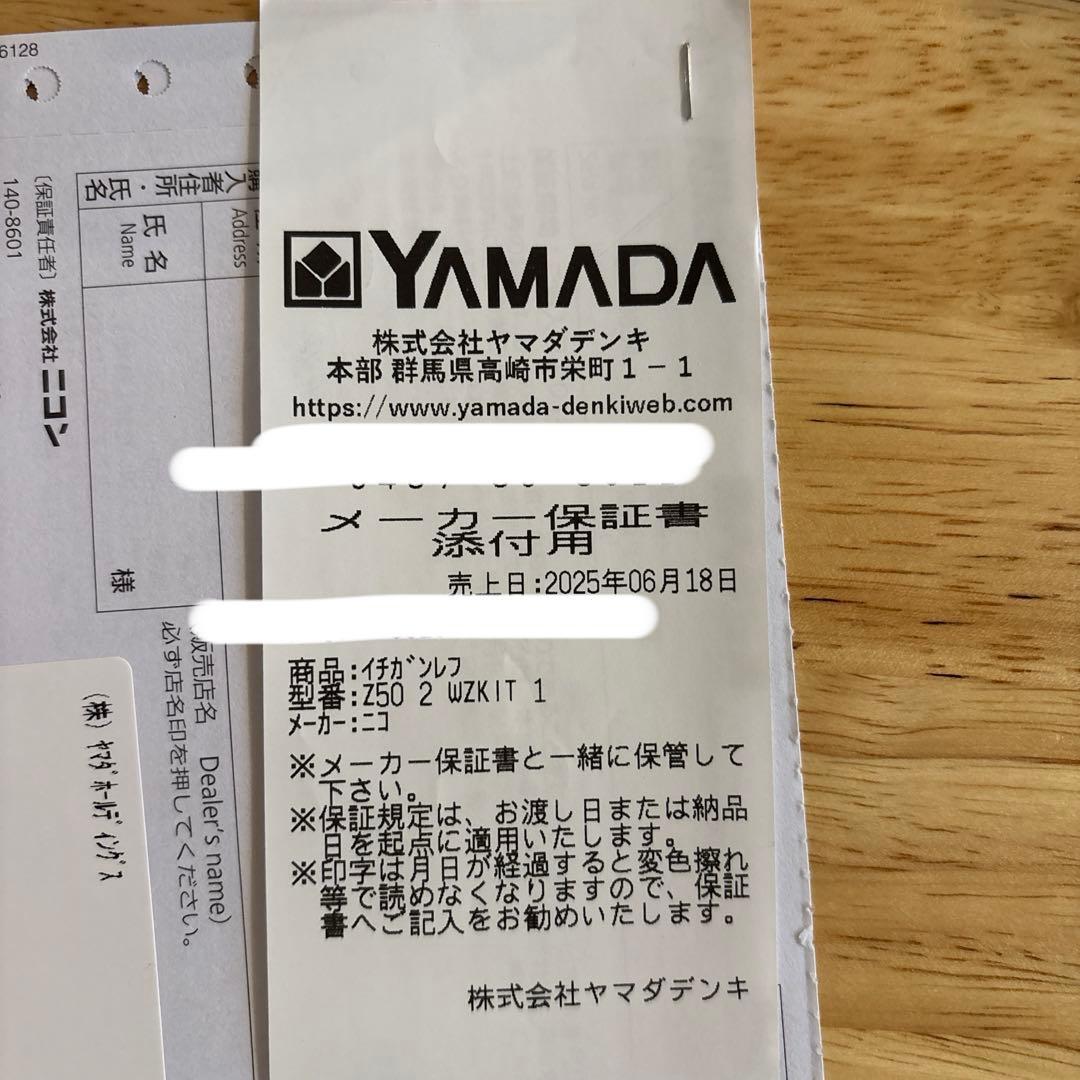 6128
購入者住所・氏名
Address
氏名
Name
様
〔保証責任者〕株式会社ニコン
140-8601
販売店名 Dealer's name)
必ず店名印を押してください。
(株)ﾔﾏﾀﾞﾎｰﾙﾃﾞｨﾝｸﾞｽ
YAMADA
株式会社ヤマダデンキ
本部 群馬県高崎市栄町1-1
https://www.yamada-denkiweb.com
メーカー保証書
添付用
売上日:2025年06月18日
商品:ｲﾁｶﾞﾝﾚﾌ
型番:Z50 2 WZKIT 1
ﾒｰｶｰ:ﾆｺ
※メーカー保証書と一緒に保管して
下さい。
※保証規定は、お渡し日または納品
日を起点に適用いたします。
※印字は月日が経過すると変色擦れ
等で読めなくなりますので、保証
書へご記入をお勧めいたします。
株式会社ヤマダデンキ